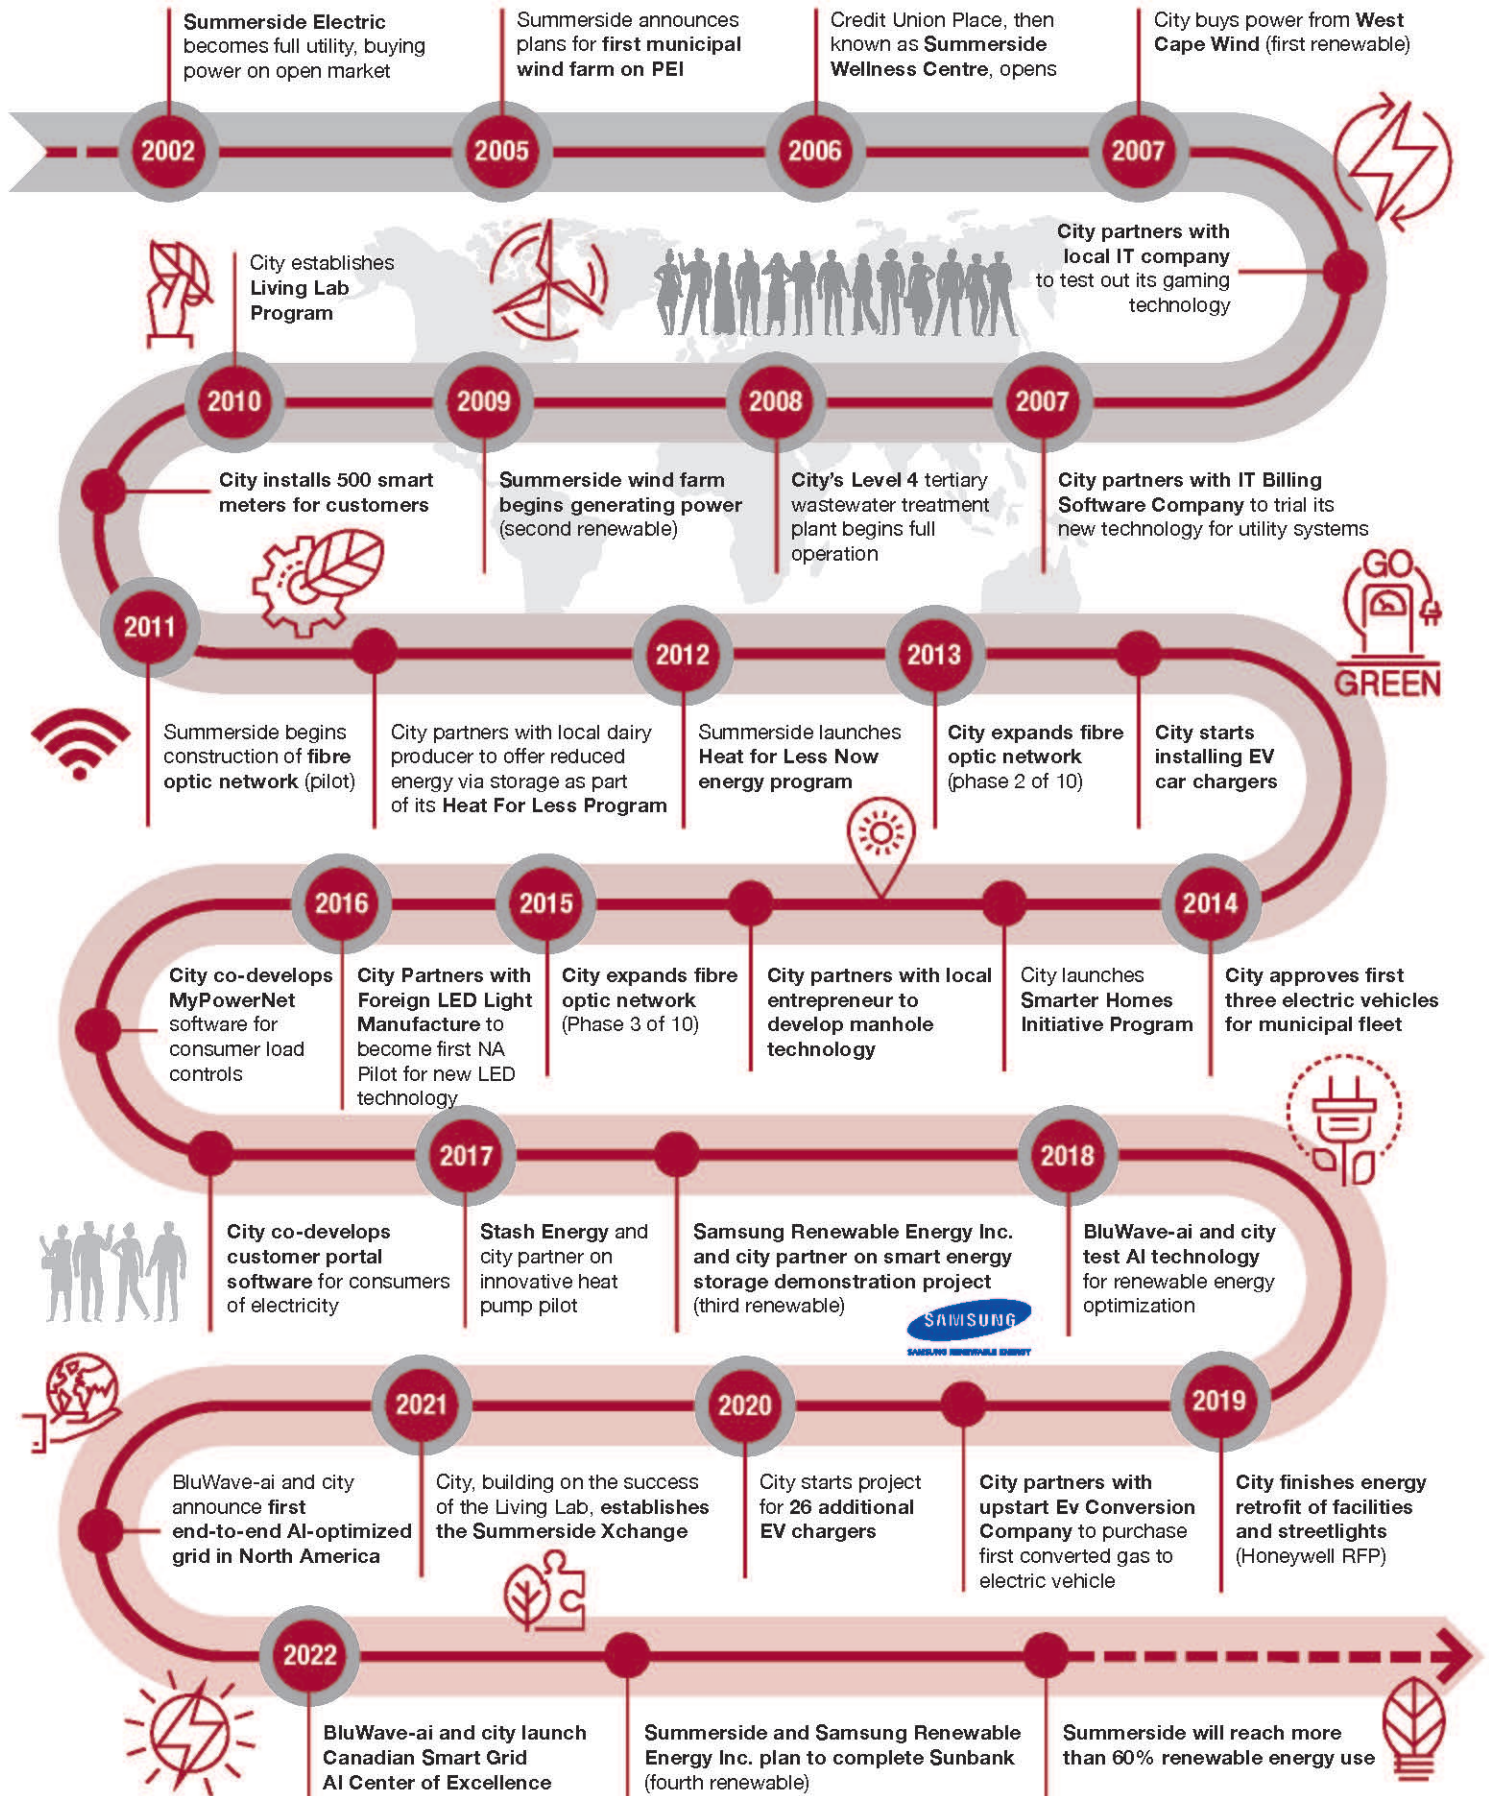 Summerside Electric
becomes full utility, buying
power on open market
Summerside announces
plans for first municipal
wind farm on PEI
Credit Union Place, then
known as Summerside
Wellness Centre, opens
City buys power from West
Cape Wind (first renewable)
2002
2005
2006
2007
City partners with
local IT company
to test out its gaming
technology
City establishes
Living Lab
Program
2010
2009
2008
2007
City partners with IT Billing
Software Company to trial its
new technology for utility systems
City's Level 4 tertiary
wastewater treatment
plant begins full
operation
Summerside wind farm
begins generating power
(second renewable)
City installs 500 smart
meters for customers
GO
GREEN
2011
2012
2013
Summerside begins
construction of fibre
optic network (pilot)
City partners with local dairy
producer to offer reduced
energy via storage as part
of its Heat For Less Program
Summerside launches
Heat for Less Now
energy program
City expands fibre
optic network
(phase 2 of 10)
City starts
installing EV
car chargers
2016
2015
2014
City approves first
three electric vehicles
for municipal fleet
City launches
Smarter Homes
Initiative Program
City partners with local
entrepreneur to
develop manhole
technology
City expands fibre
optic network
(Phase 3 of 10)
City Partners with
Foreign LED Light
Manufacture to
become first NA
Pilot for new LED
technology
City co-develops
MyPowerNet
software for
consumer load
controls
2017
2018
City co-develops
customer portal
software for consumers
of electricity
Stash Energy and
city partner on
innovative heat
pump pilot
Samsung Renewable Energy Inc.
and city partner on smart energy
storage demonstration project
(third renewable)
SAMSUNG
SAMSUNG RENEWABLE ENERGY
BluWave-ai and city
test AI technology
for renewable energy
optimization
2021
2020
2019
City finishes energy
retrofit of facilities
and streetlights
(Honeywell RFP)
City partners with
upstart Ev Conversion
Company to purchase
first converted gas to
electric vehicle
City starts project
for 26 additional
EV chargers
City, building on the success
of the Living Lab, establishes
the Summerside Xchange
BluWave-ai and city
announce first
end-to-end AI-optimized
grid in North America
2022
BluWave-ai and city launch
Canadian Smart Grid
AI Center of Excellence
Summerside and Samsung Renewable
Energy Inc. plan to complete Sunbank
(fourth renewable)
Summerside will reach more
than 60% renewable energy use